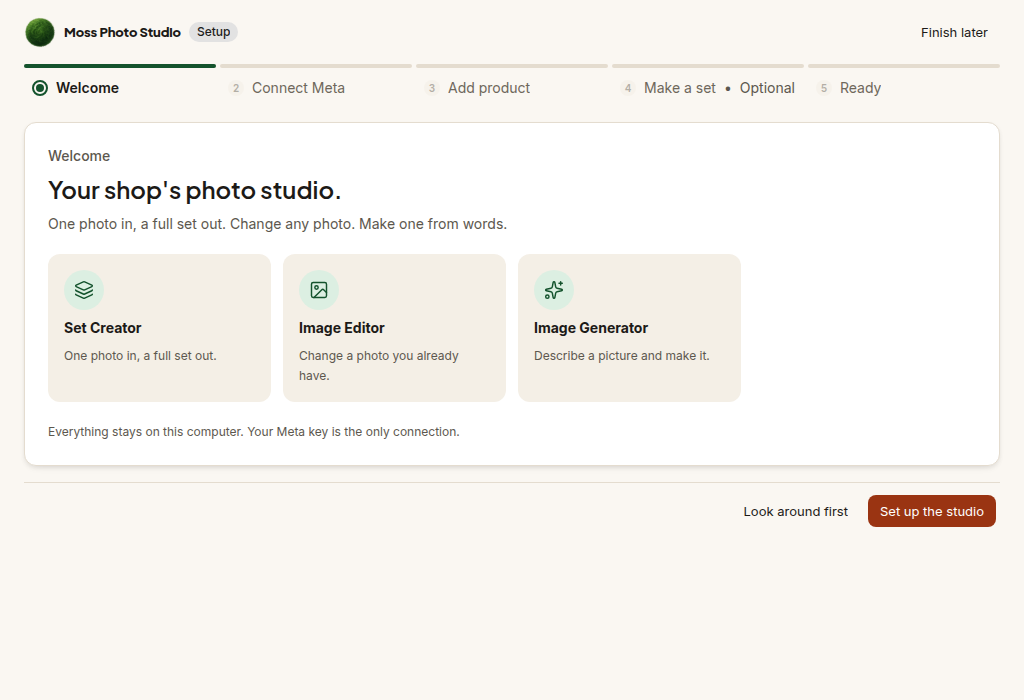 Moss Photo Studio
Setup
Finish later
Welcome
2 Connect Meta
3 Add product
4 Make a set • Optional
5 Ready
Welcome
Your shop's photo studio.
One photo in, a full set out. Change any photo. Make one from words.
Set Creator
One photo in, a full set out.
Image Editor
Change a photo you already
have.
Image Generator
Describe a picture and make it.
Everything stays on this computer. Your Meta key is the only connection.
Look around first
Set up the studio